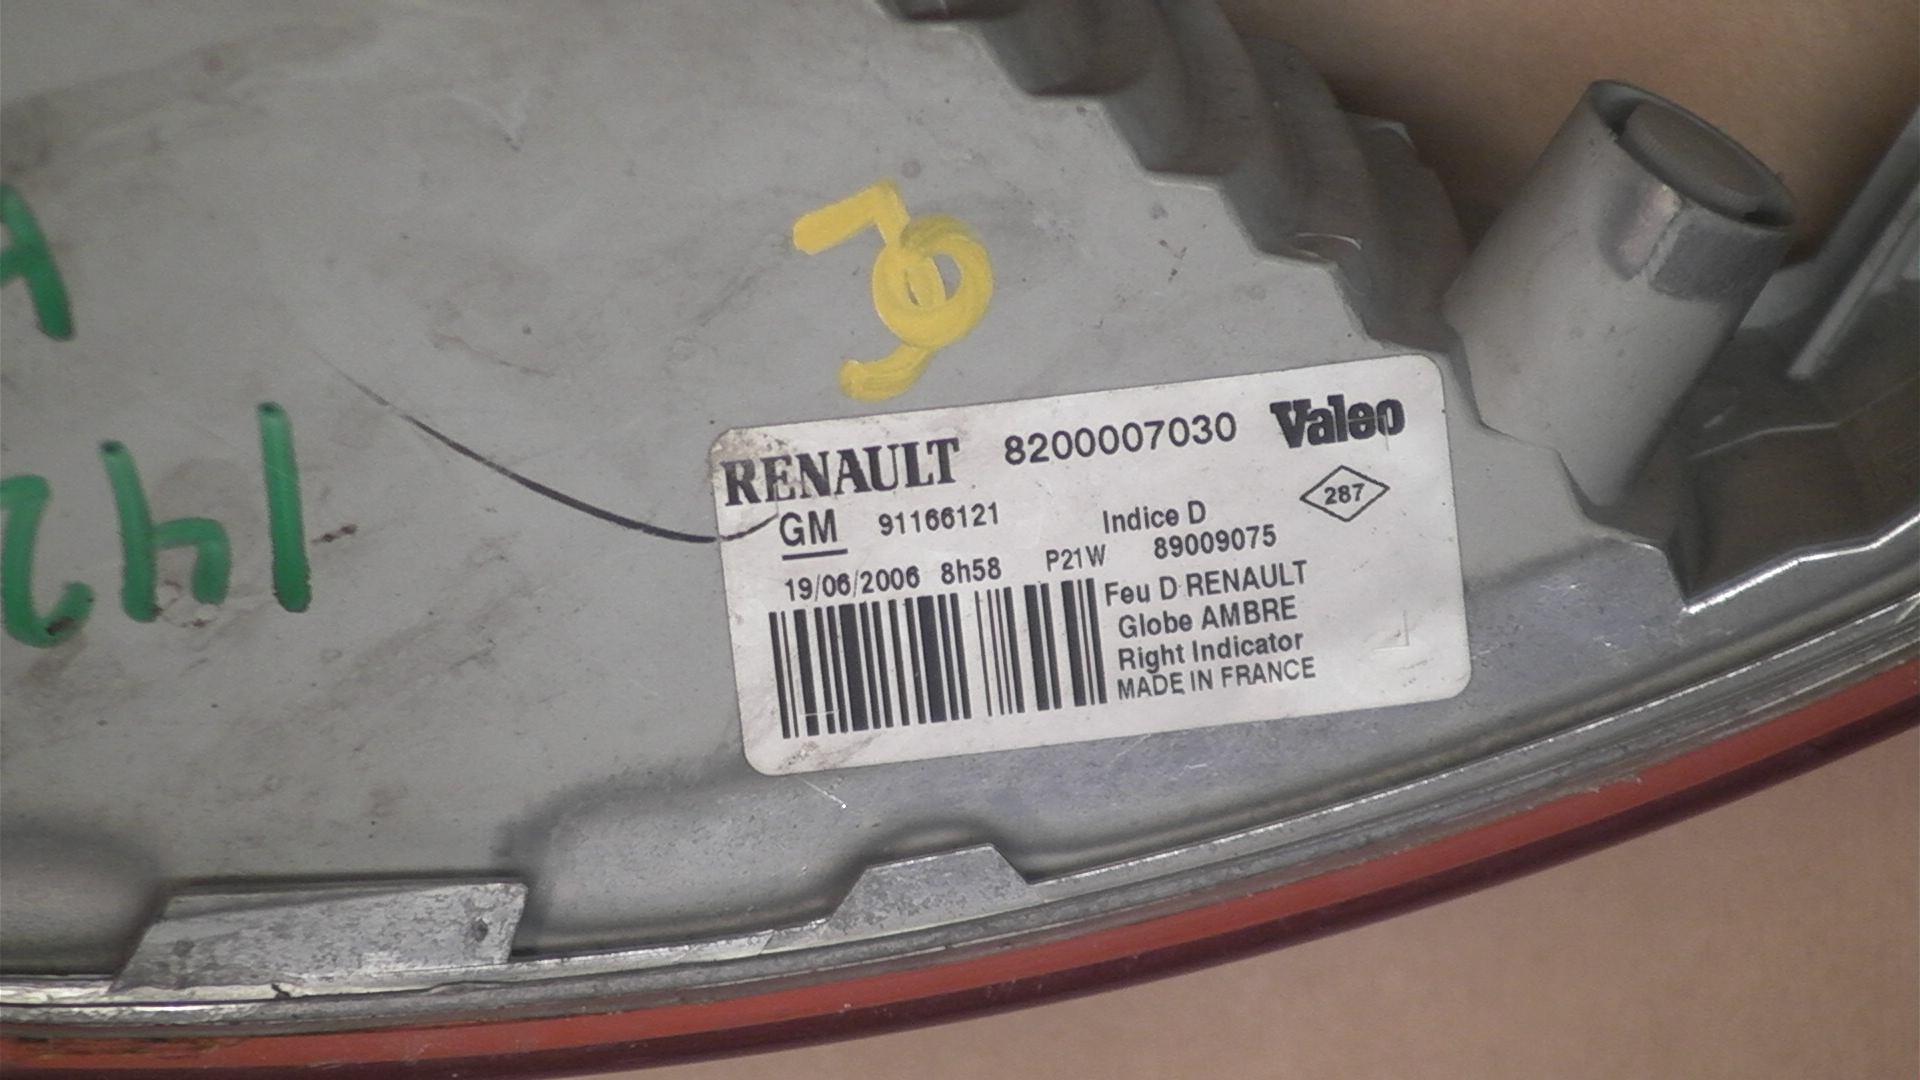 RENAULT 8200007030 Valeo
GM 91166121 Indice D 287
19/06/2006 8h58 P21W 89009075
Feu D RENAULT
Globe AMBRE
Right Indicator
MADE IN FRANCE